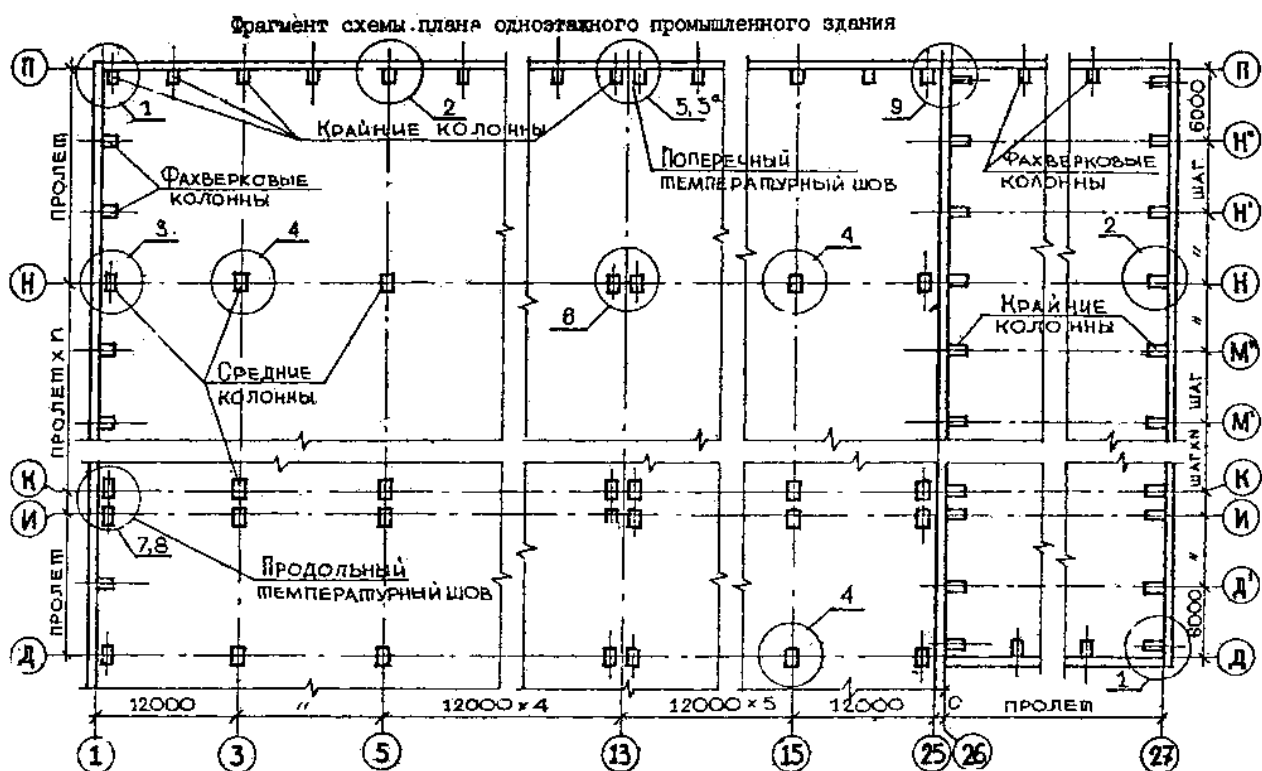 Фрагмент схемы плана одноэтажного промышленного здания
П
1
2
5, 5ª
9
П
КРАЙНИЕ КОЛОННЫ
6000
ПОПЕРЕЧНЫЙ
ТЕМПЕРАТУРНЫЙ ШОВ
ФАХВЕРКОВЫЕ
КОЛОННЫ
Н"
ФАХВЕРКОВЫЕ
КОЛОННЫ
ПРОЛЕТ
ШАГ
Н'
3
4
4
2
"
Н
6
Н
КРАЙНИЕ
КОЛОННЫ
"
М"
СРЕДНИЕ
КОЛОННЫ
ПРОЛЕТ x n
ШАГ
М'
ШАГ x N
К
К
И
И
7,8
ПРОДОЛЬНЫЙ
ТЕМПЕРАТУРНЫЙ ШОВ
"
Д'
ПРОЛЕТ
4
6000
Д
Д
1
12000
"
12000 × 4
12000 × 5
12000
С
ПРОЛЕТ
1
3
5
13
15
25
26
27